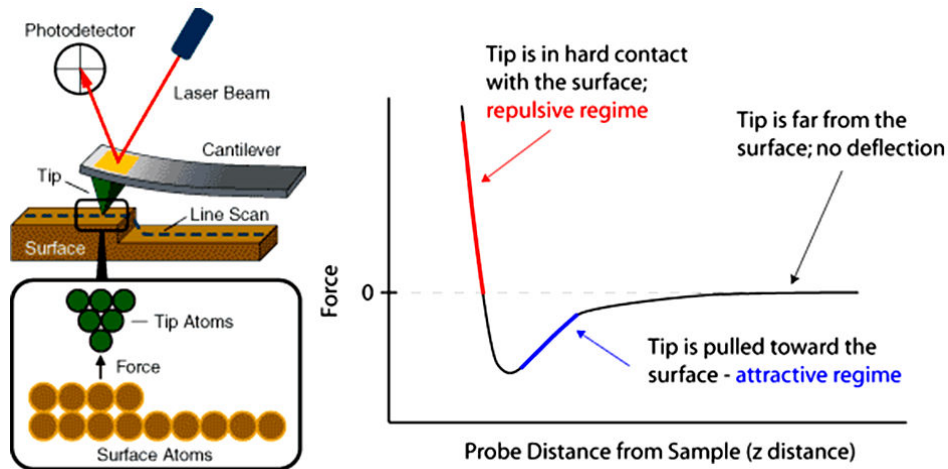 Photodetector
Laser Beam
Cantilever
Tip
Line Scan
Surface
Tip Atoms
Force
Surface Atoms
Tip is in hard contact
with the surface;
repulsive regime
Tip is far from the
surface; no deflection
Force
0
Tip is pulled toward the
surface - attractive regime
Probe Distance from Sample (z distance)